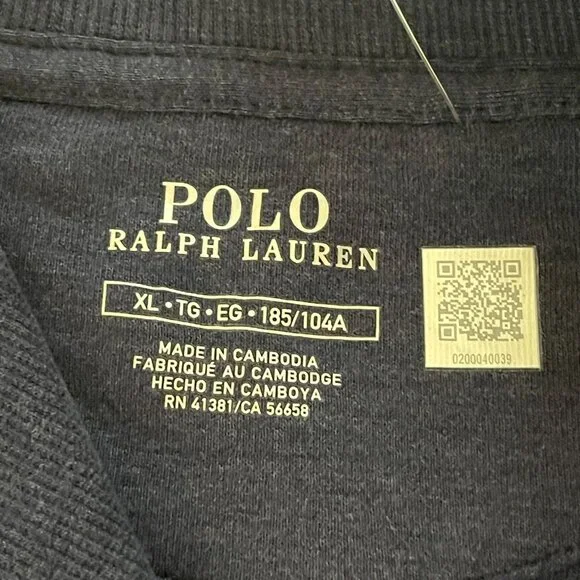 POLO
RALPH LAUREN
XL • TG • EG • 185/104A
MADE IN CAMBODIA
FABRIQUÉ AU CAMBODGE
HECHO EN CAMBOYA
RN 41381/CA 56658
0200040039